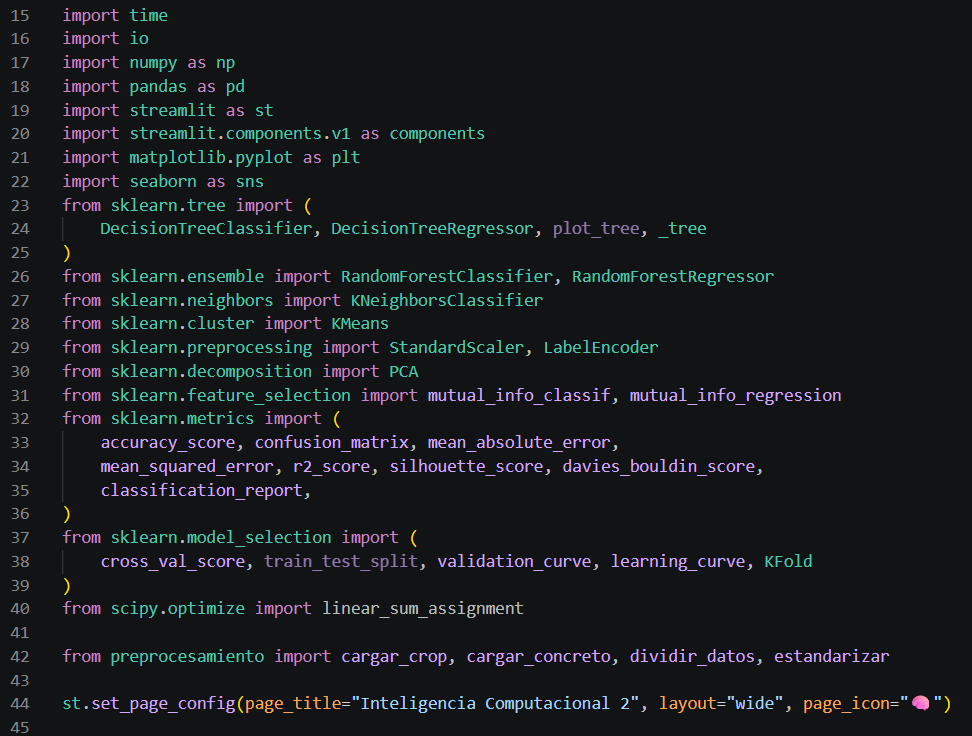 15 import time
16 import io
17 import numpy as np
18 import pandas as pd
19 import streamlit as st
20 import streamlit.components.v1 as components
21 import matplotlib.pyplot as plt
22 import seaborn as sns
23 from sklearn.tree import (
24     DecisionTreeClassifier, DecisionTreeRegressor, plot_tree, _tree
25 )
26 from sklearn.ensemble import RandomForestClassifier, RandomForestRegressor
27 from sklearn.neighbors import KNeighborsClassifier
28 from sklearn.cluster import KMeans
29 from sklearn.preprocessing import StandardScaler, LabelEncoder
30 from sklearn.decomposition import PCA
31 from sklearn.feature_selection import mutual_info_classif, mutual_info_regression
32 from sklearn.metrics import (
33     accuracy_score, confusion_matrix, mean_absolute_error,
34     mean_squared_error, r2_score, silhouette_score, davies_bouldin_score,
35     classification_report,
36 )
37 from sklearn.model_selection import (
38     cross_val_score, train_test_split, validation_curve, learning_curve, KFold
39 )
40 from scipy.optimize import linear_sum_assignment
41
42 from preprocesamiento import cargar_crop, cargar_concreto, dividir_datos, estandarizar
43
44 st.set_page_config(page_title="Inteligencia Computacional 2", layout="wide", page_icon="🧠")
45